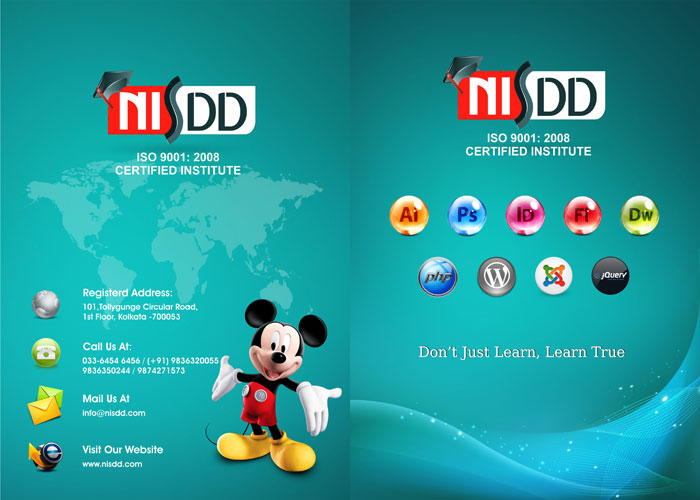 NISDD
ISO 9001: 2008
CERTIFIED INSTITUTE
Registerd Address:
101,Tollygunge Circular Road,
1st Floor, Kolkata -700053
Call Us At:
033-6454 6456 / (+91) 9836320055
9836350244 / 9874271573
Mail Us At
info@nisdd.com
Visit Our Website
www.nisdd.com
NISDD
ISO 9001: 2008
CERTIFIED INSTITUTE
Ai Ps ID Fl Dw
php W jQuery
Don't Just Learn, Learn True